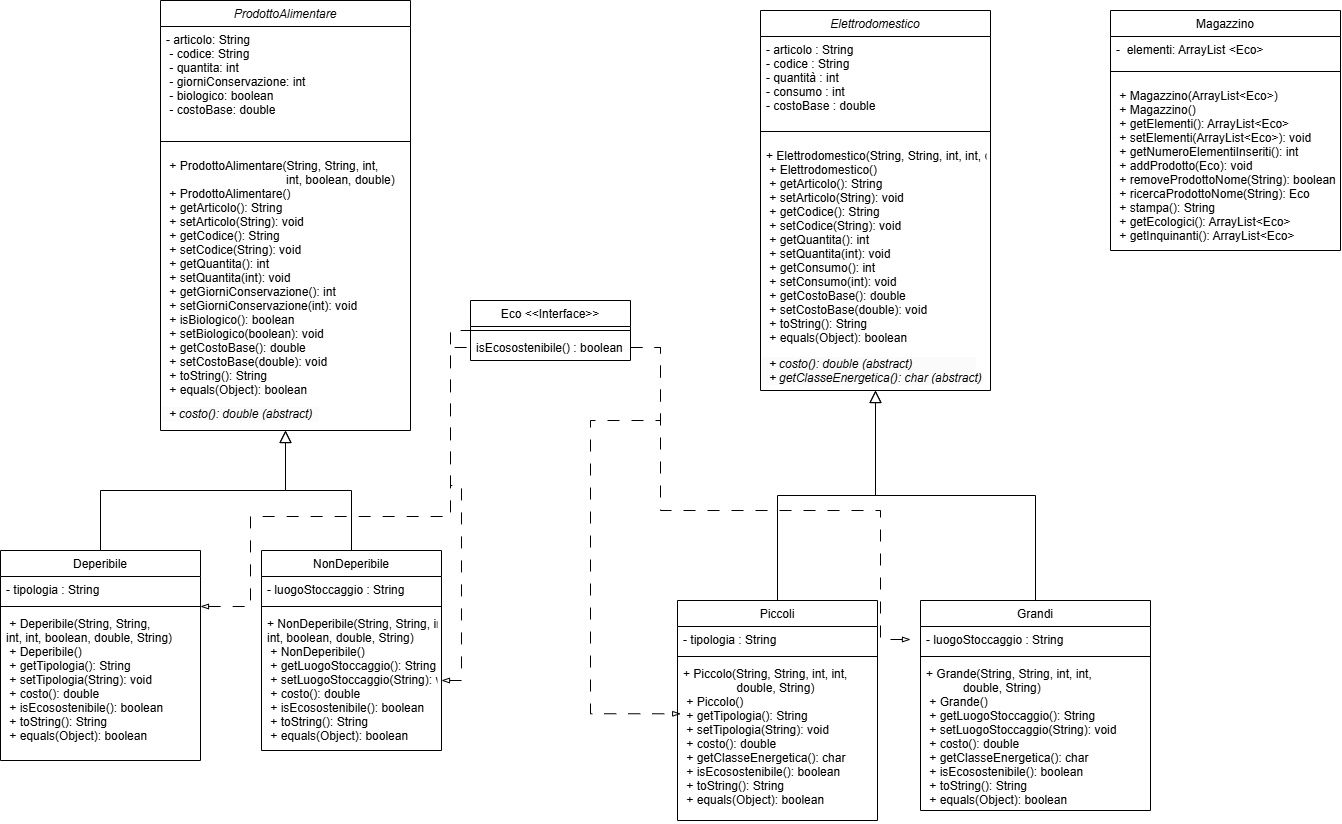 ProdottoAlimentare
- articolo: String
- codice: String
- quantita: int
- giorniConservazione: int
- biologico: boolean
- costoBase: double
+ ProdottoAlimentare(String, String, int,
int, boolean, double)
+ ProdottoAlimentare()
+ getArticolo(): String
+ setArticolo(String): void
+ getCodice(): String
+ setCodice(String): void
+ getQuantita(): int
+ setQuantita(int): void
+ getGiorniConservazione(): int
+ setGiorniConservazione(int): void
+ isBiologico(): boolean
+ setBiologico(boolean): void
+ getCostoBase(): double
+ setCostoBase(double): void
+ toString(): String
+ equals(Object): boolean
+ costo(): double (abstract)
Eco <<Interface>>
isEcosostenibile() : boolean
Elettrodomestico
- articolo : String
- codice : String
- quantità : int
- consumo : int
- costoBase : double
+ Elettrodomestico(String, String, int, int,
+ Elettrodomestico()
+ getArticolo(): String
+ setArticolo(String): void
+ getCodice(): String
+ setCodice(String): void
+ getQuantita(): int
+ setQuantita(int): void
+ getConsumo(): int
+ setConsumo(int): void
+ getCostoBase(): double
+ setCostoBase(double): void
+ toString(): String
+ equals(Object): boolean
+ costo(): double (abstract)
+ getClasseEnergetica(): char (abstract)
Magazzino
- elementi: ArrayList <Eco>
+ Magazzino(ArrayList<Eco>)
+ Magazzino()
+ getElementi(): ArrayList<Eco>
+ setElementi(ArrayList<Eco>): void
+ getNumeroElementiInseriti(): int
+ addProdotto(Eco): void
+ removeProdottoNome(String): boolean
+ ricercaProdottoNome(String): Eco
+ stampa(): String
+ getEcologici(): ArrayList<Eco>
+ getInquinanti(): ArrayList<Eco>
Deperibile
- tipologia : String
+ Deperibile(String, String,
int, int, boolean, double, String)
+ Deperibile()
+ getTipologia(): String
+ setTipologia(String): void
+ costo(): double
+ isEcosostenibile(): boolean
+ toString(): String
+ equals(Object): boolean
NonDeperibile
- luogoStoccaggio : String
+ NonDeperibile(String, String,
int, boolean, double, String)
+ NonDeperibile()
+ getLuogoStoccaggio(): String
+ setLuogoStoccaggio(String):
+ costo(): double
+ isEcosostenibile(): boolean
+ toString(): String
+ equals(Object): boolean
Piccoli
- tipologia : String
+ Piccolo(String, String, int, int,
double, String)
+ Piccolo()
+ getTipologia(): String
+ setTipologia(String): void
+ costo(): double
+ getClasseEnergetica(): char
+ isEcosostenibile(): boolean
+ toString(): String
+ equals(Object): boolean
Grandi
- luogoStoccaggio : String
+ Grande(String, String, int, int,
double, String)
+ Grande()
+ getLuogoStoccaggio(): String
+ setLuogoStoccaggio(String): void
+ costo(): double
+ getClasseEnergetica(): char
+ isEcosostenibile(): boolean
+ toString(): String
+ equals(Object): boolean